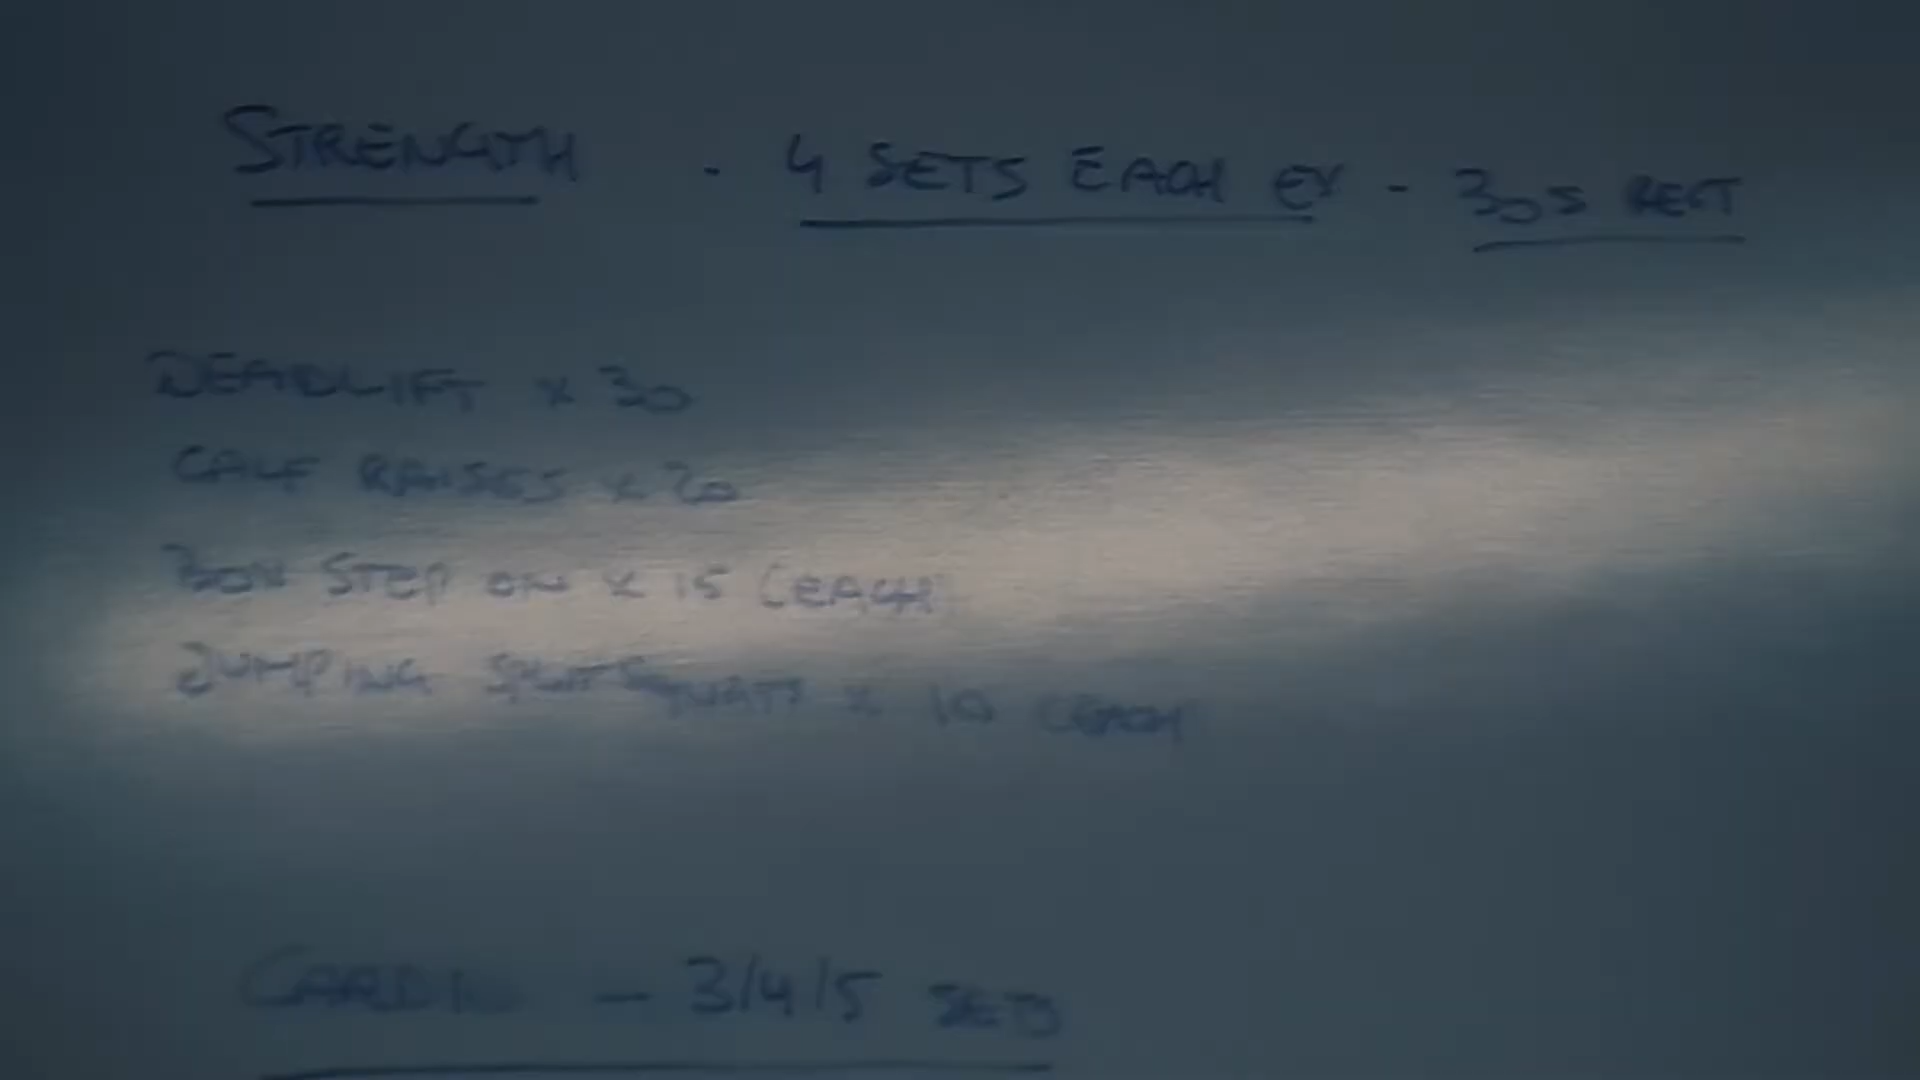 STRENGTH . 4 SETS EACH EX - 30S REST
DEADLIFT x 30
CALF RAISES x 20
BOX STEP ON x 15 (EACH)
JUMPING SPLIT SQUATS x 10 (EACH)
CARDIO - 3/4/5 SETS